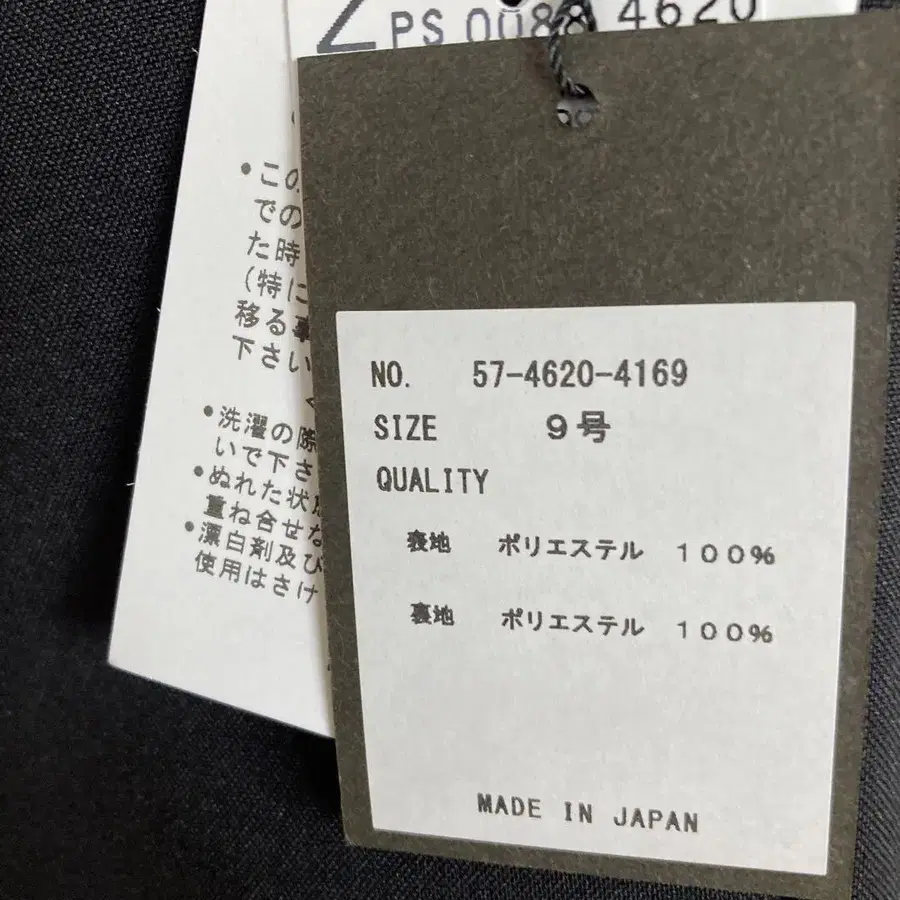 PS 0088 4620
・この
での
た時
（特に
移る事
下さい
・洗濯の際
いで下さ
・ぬれた状態
重ね合せな
・漂白剤及び
使用はさけ
NO. 57-4620-4169
SIZE 9号
QUALITY
表地 ポリエステル 100%
裏地 ポリエステル 100%
MADE IN JAPAN